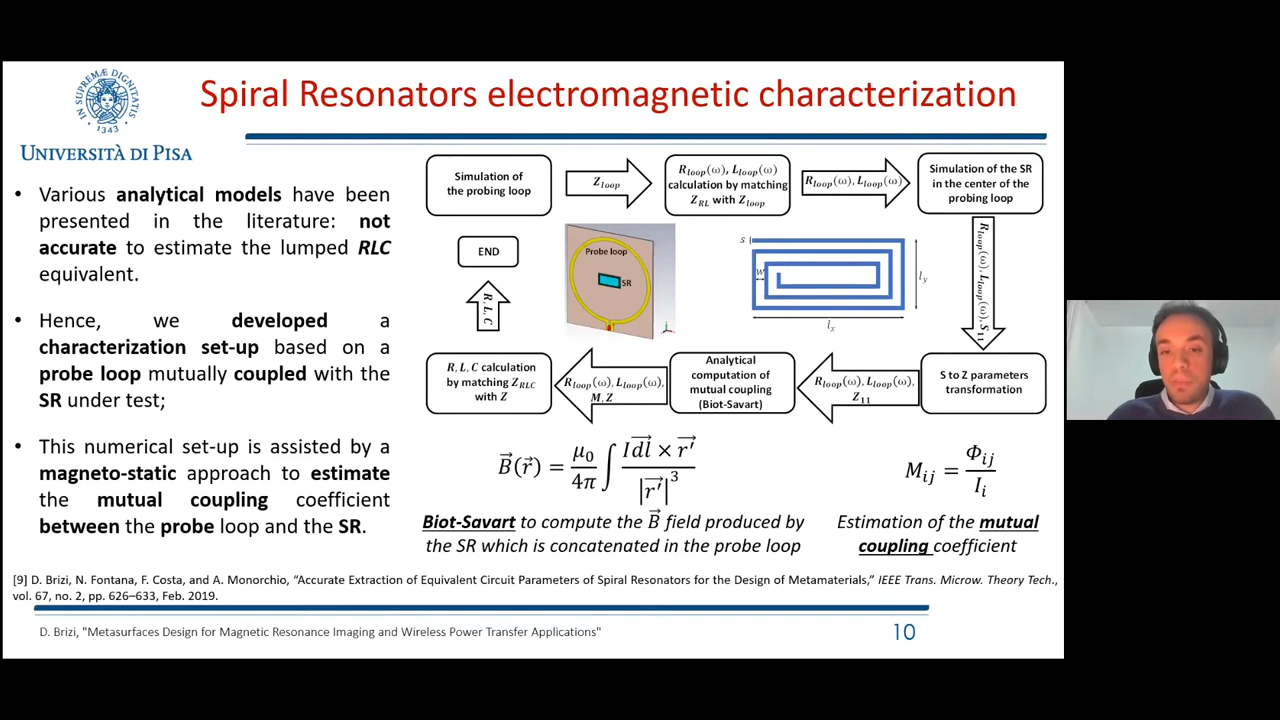 Spiral Resonators electromagnetic characterization
IN SUPREMÆ DIGNITATIS
1343
UNIVERSITÀ DI PISA
• Various analytical models have been
presented in the literature: not
accurate to estimate the lumped RLC
equivalent.
• Hence, we developed a
characterization set-up based on a
probe loop mutually coupled with the
SR under test;
• This numerical set-up is assisted by a
magneto-static approach to estimate
the mutual coupling coefficient
between the probe loop and the SR.
Simulation of
the probing loop
Z_loop
R_loop(ω), L_loop(ω)
calculation by matching
Z_RL with Z_loop
R_loop(ω), L_loop(ω)
Simulation of the SR
in the center of the
probing loop
R_loop(ω), L_loop(ω), S_11
S to Z parameters
transformation
R_loop(ω), L_loop(ω),
Z_11
Analytical
computation of
mutual coupling
(Biot-Savart)
R_loop(ω), L_loop(ω),
M, Z
R, L, C calculation
by matching Z_RLC
with Z
R, L, C
END
Probe loop
SR
s
w
l_y
l_x
B⃗(r⃗) = μ₀/4π ∫ I dl⃗ × r⃗′ / |r⃗′|³
M_ij = Φ_ij / I_i
Biot-Savart to compute the B⃗ field produced by
the SR which is concatenated in the probe loop
Estimation of the mutual
coupling coefficient
[9] D. Brizi, N. Fontana, F. Costa, and A. Monorchio, “Accurate Extraction of Equivalent Circuit Parameters of Spiral Resonators for the Design of Metamaterials,” IEEE Trans. Microw. Theory Tech.,
vol. 67, no. 2, pp. 626–633, Feb. 2019.
D. Brizi, "Metasurfaces Design for Magnetic Resonance Imaging and Wireless Power Transfer Applications"
10